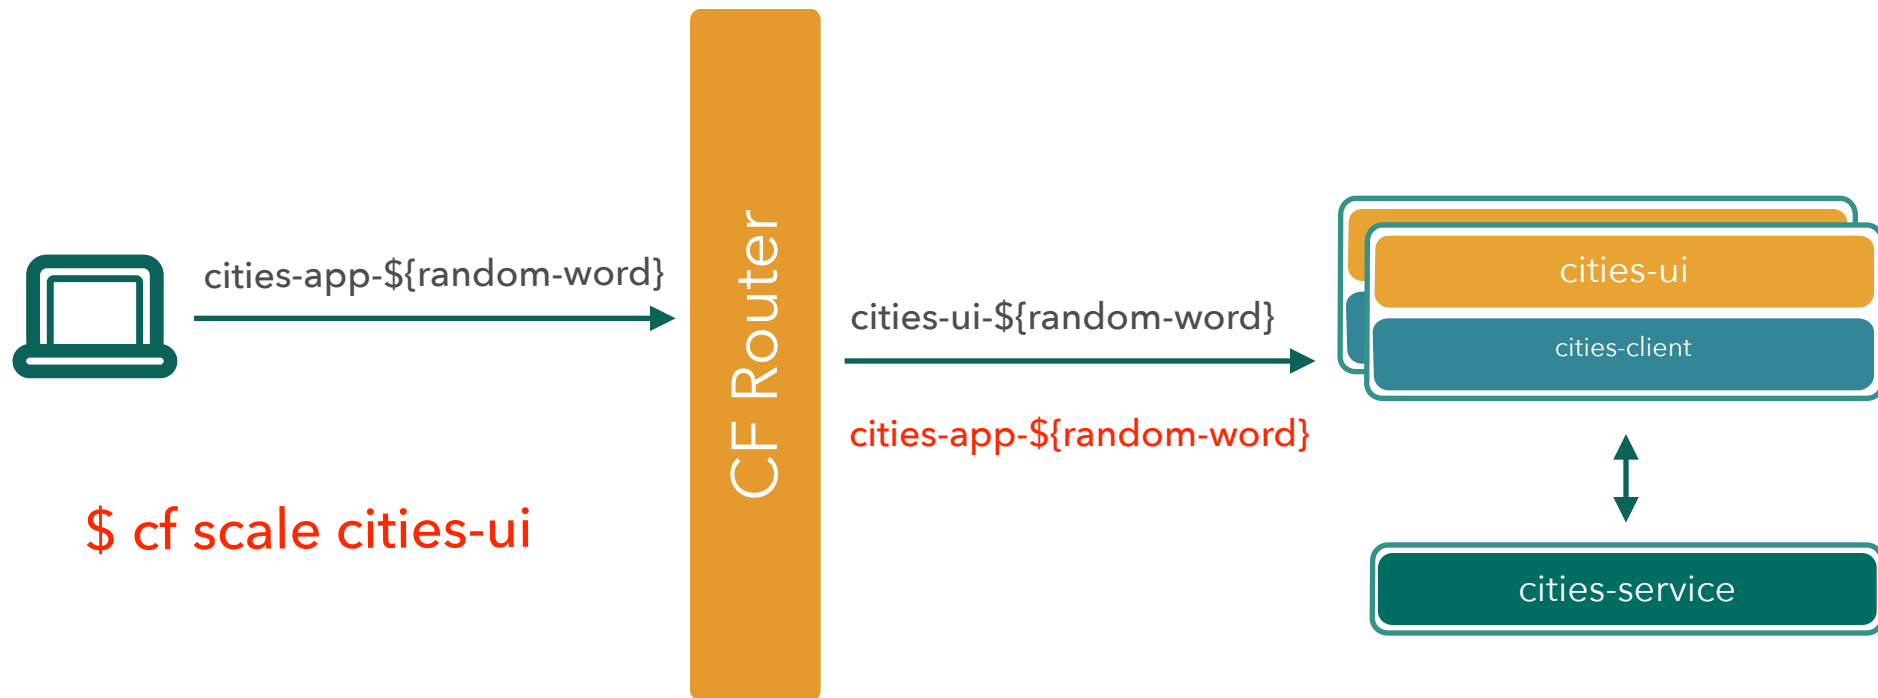 cities-app-${random-word}
$ cf scale cities-ui
CF Router
cities-ui-${random-word}
cities-app-${random-word}
cities-ui
cities-client
cities-service